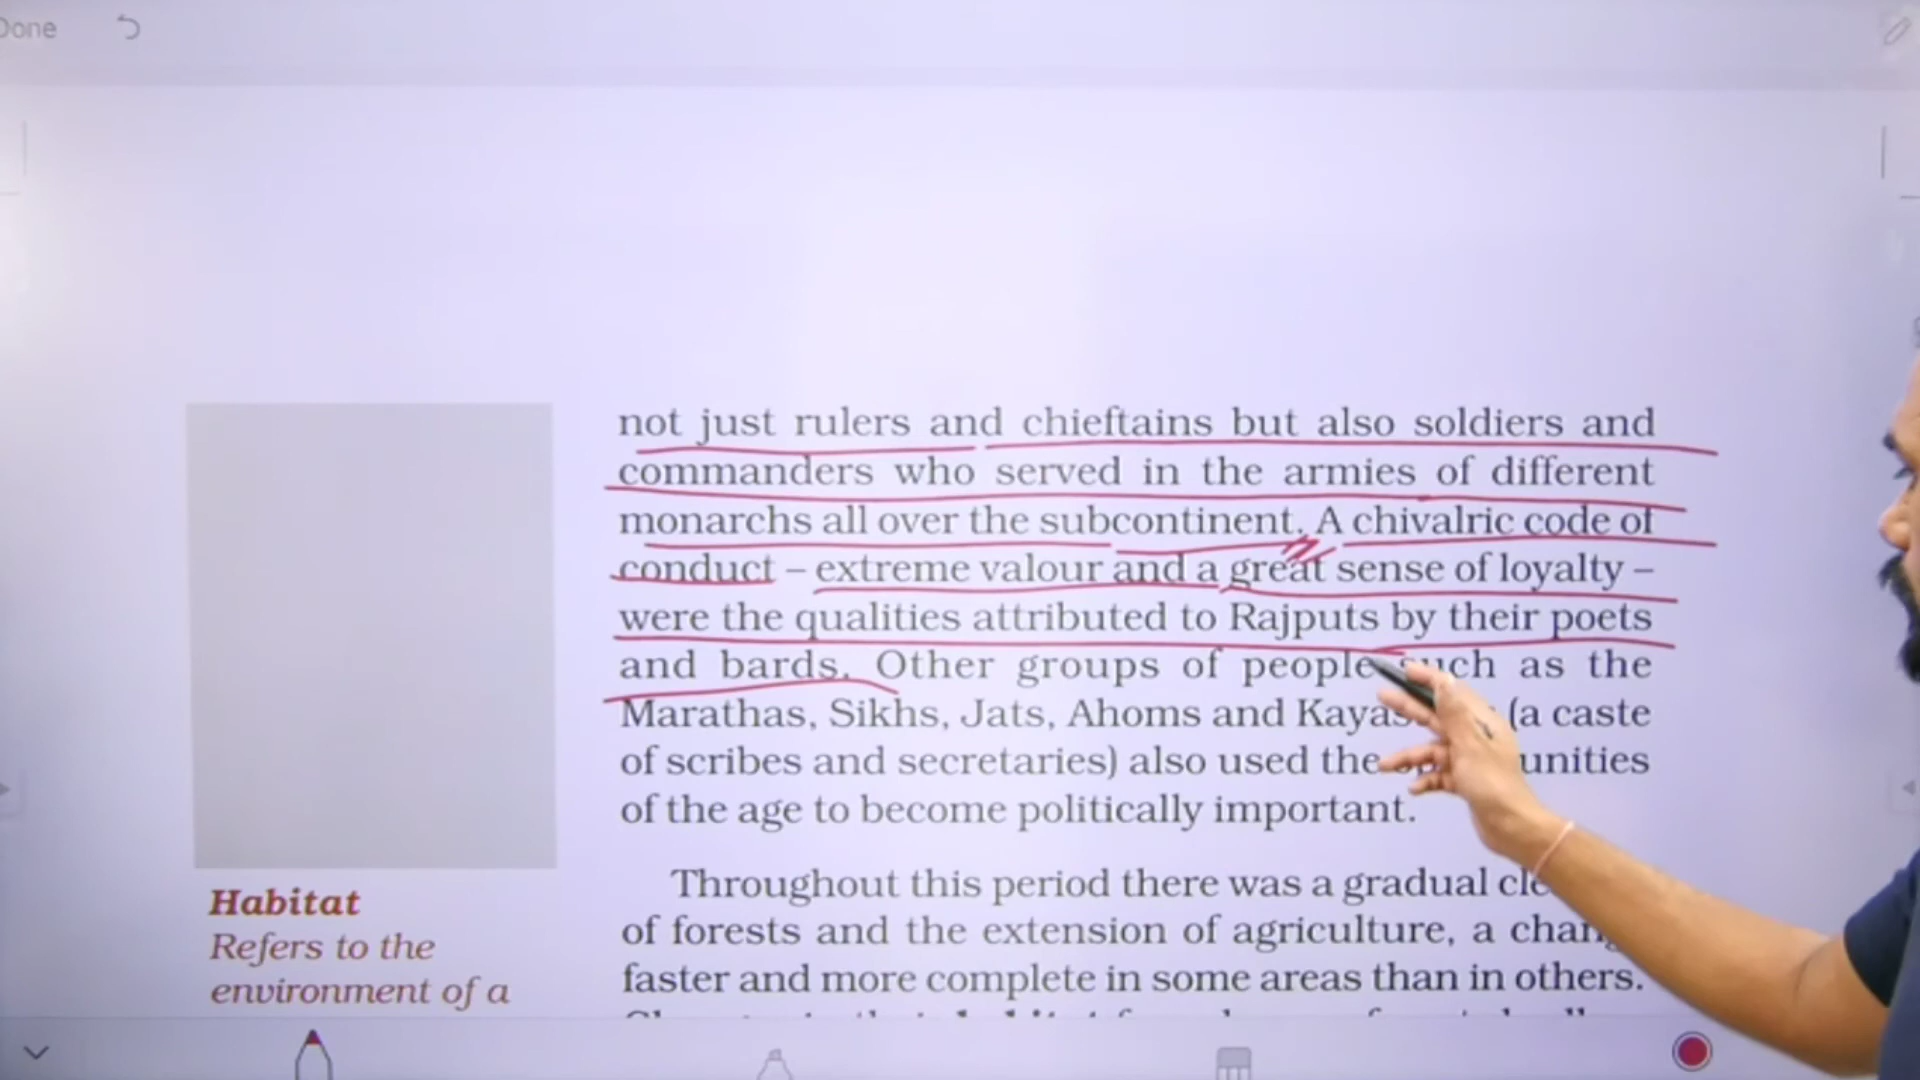 Done
not just rulers and chieftains but also soldiers and
commanders who served in the armies of different
monarchs all over the subcontinent. A chivalric code of
conduct – extreme valour and a great sense of loyalty –
were the qualities attributed to Rajputs by their poets
and bards. Other groups of people such as the
Marathas, Sikhs, Jats, Ahoms and (a caste
of scribes and secretaries) also used the
of the age to become politically important.
Throughout this period there was a gradual
of forests and the extension of agriculture, a
faster and more complete in some areas than in others.
Habitat
Refers to the
environment of a